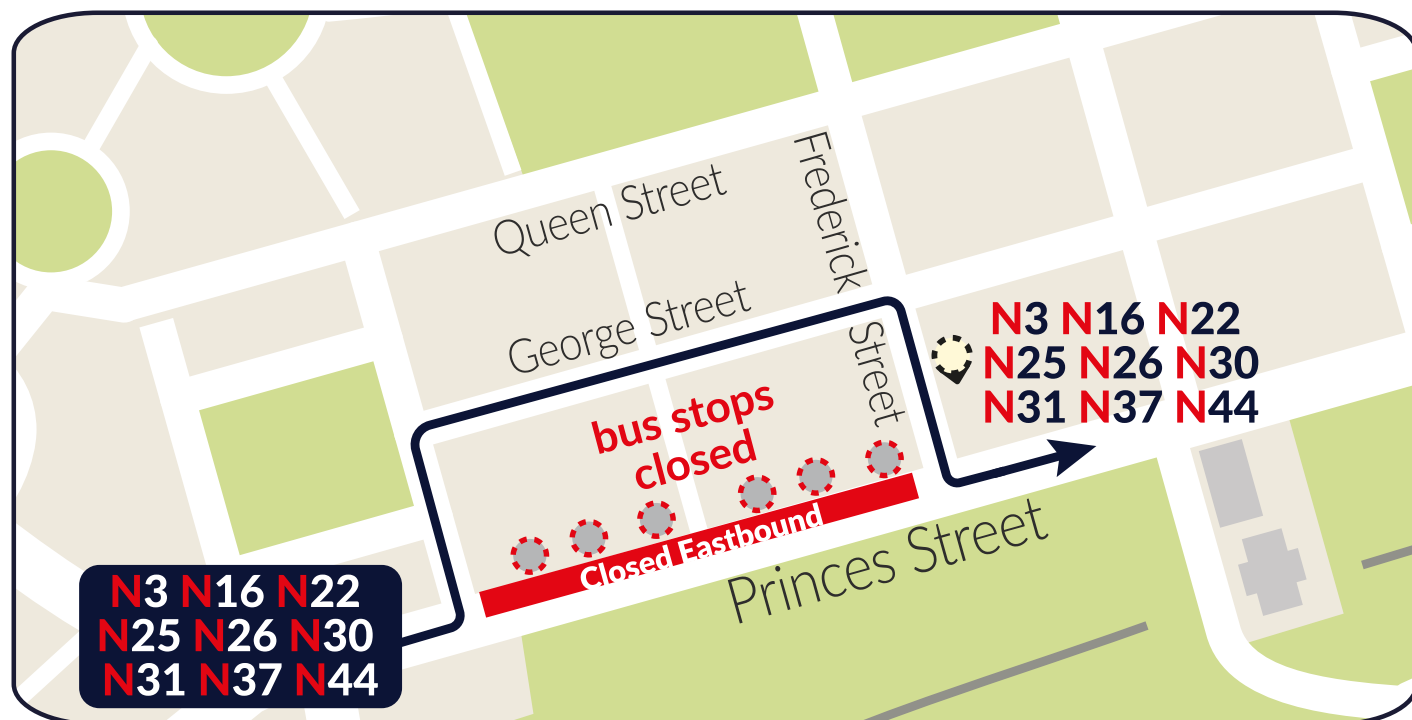 Queen Street
Frederick Street
George Street
N3 N16 N22
N25 N26 N30
N31 N37 N44
bus stops
closed
Closed Eastbound
Princes Street
N3 N16 N22
N25 N26 N30
N31 N37 N44